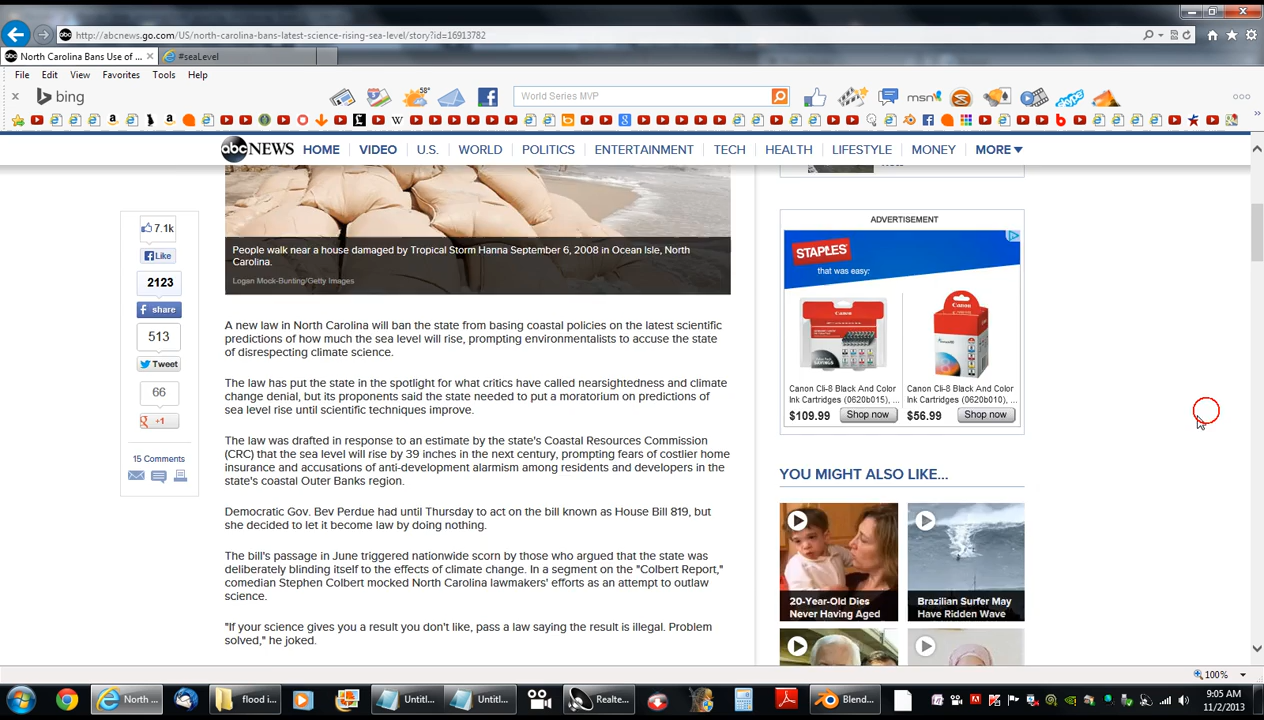 http://abcnews.go.com/US/north-carolina-bans-latest-science-rising-sea-level/story?id=16913782
North Carolina Bans Use of ...
#seaLevel
File Edit View Favorites Tools Help
bing
58°
World Series MVP
msn
abc NEWS HOME VIDEO U.S. WORLD POLITICS ENTERTAINMENT TECH HEALTH LIFESTYLE MONEY MORE
People walk near a house damaged by Tropical Storm Hanna September 6, 2008 in Ocean Isle, North
Carolina.
Logan Mock-Bunting/Getty Images
7.1k
Like
2123
share
513
Tweet
66
+1
15 Comments
A new law in North Carolina will ban the state from basing coastal policies on the latest scientific
predictions of how much the sea level will rise, prompting environmentalists to accuse the state
of disrespecting climate science.
The law has put the state in the spotlight for what critics have called nearsightedness and climate
change denial, but its proponents said the state needed to put a moratorium on predictions of
sea level rise until scientific techniques improve.
The law was drafted in response to an estimate by the state's Coastal Resources Commission
(CRC) that the sea level will rise by 39 inches in the next century, prompting fears of costlier home
insurance and accusations of anti-development alarmism among residents and developers in the
state's coastal Outer Banks region.
Democratic Gov. Bev Perdue had until Thursday to act on the bill known as House Bill 819, but
she decided to let it become law by doing nothing.
The bill's passage in June triggered nationwide scorn by those who argued that the state was
deliberately blinding itself to the effects of climate change. In a segment on the "Colbert Report,"
comedian Stephen Colbert mocked North Carolina lawmakers' efforts as an attempt to outlaw
science.
"If your science gives you a result you don't like, pass a law saying the result is illegal. Problem
solved," he joked.
ADVERTISEMENT
STAPLES
that was easy:
Canon
Canon
Canon Cli-8 Black And Color
Ink Cartridges (0620b015), ...
$109.99 Shop now
Canon Cli-8 Black And Color
Ink Cartridges (0620b010), ...
$56.99 Shop now
YOU MIGHT ALSO LIKE...
20-Year-Old Dies
Never Having Aged
Brazilian Surfer May
Have Ridden Wave
100%
North ...
flood i...
Untitl...
Untitl...
Realte...
Blend...
9:05 AM
11/2/2013